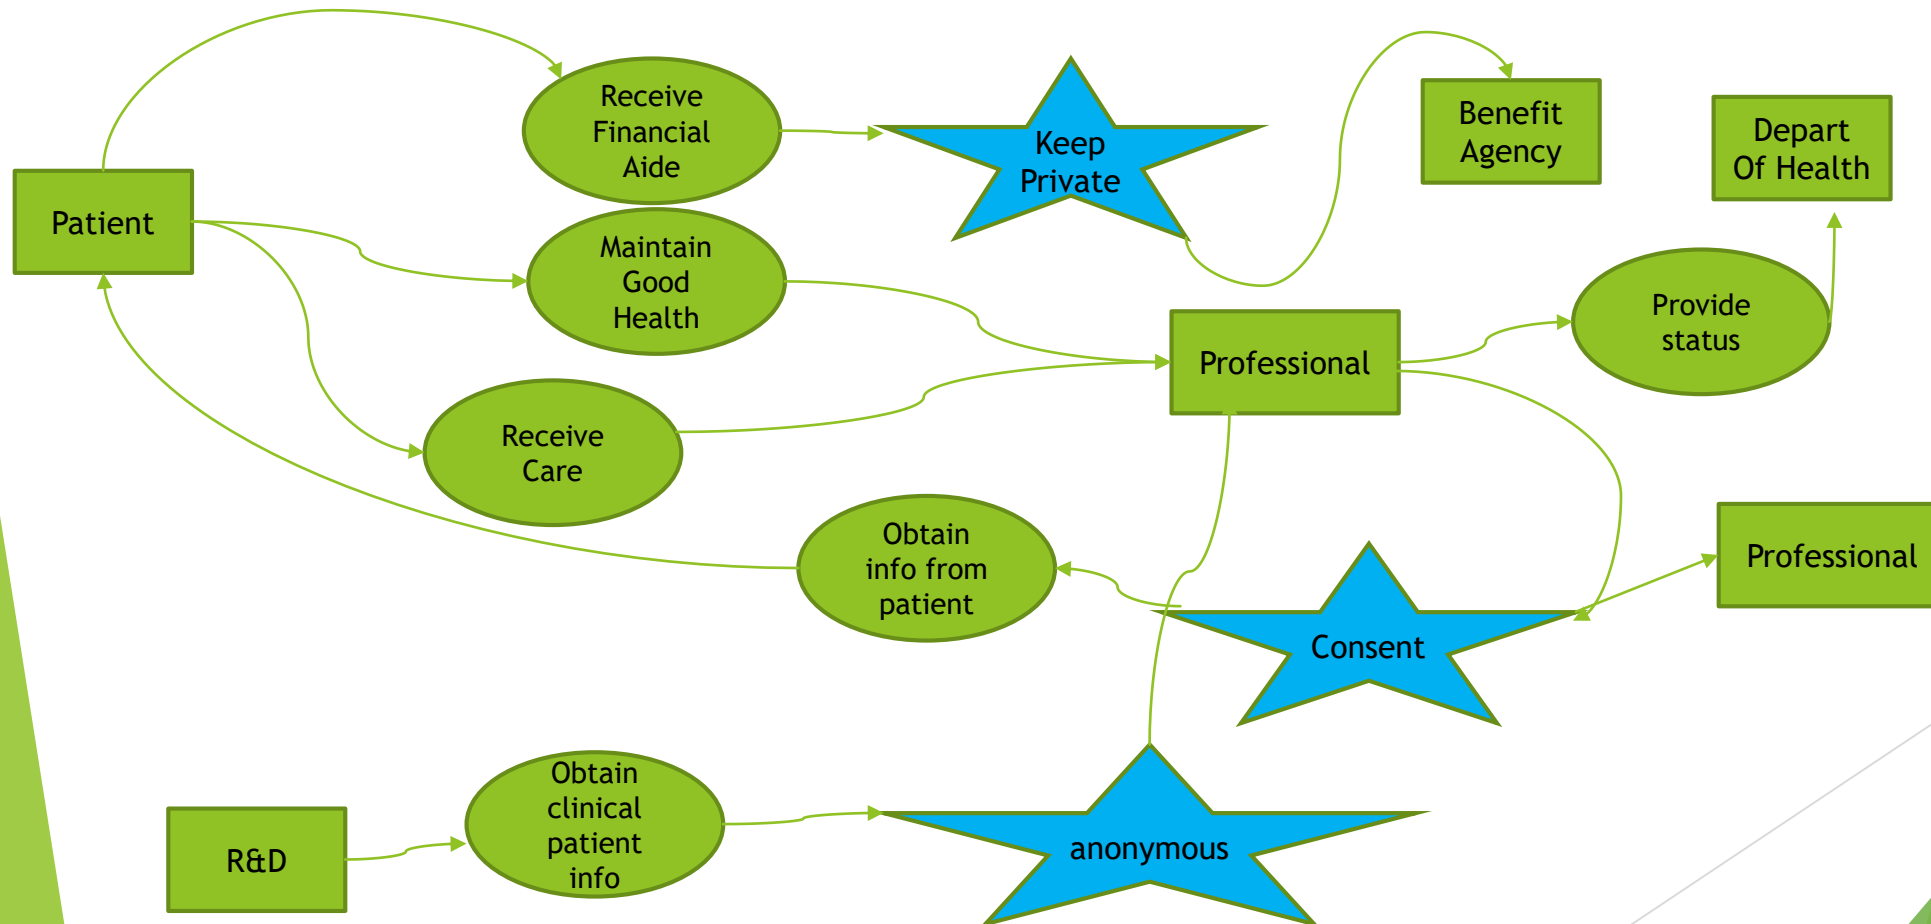 Receive
Financial
Aide
Keep
Private
Benefit
Agency
Depart
Of Health
Patient
Maintain
Good
Health
Professional
Provide
status
Receive
Care
Obtain
info from
patient
Professional
Consent
Obtain
clinical
patient
info
R&D
anonymous